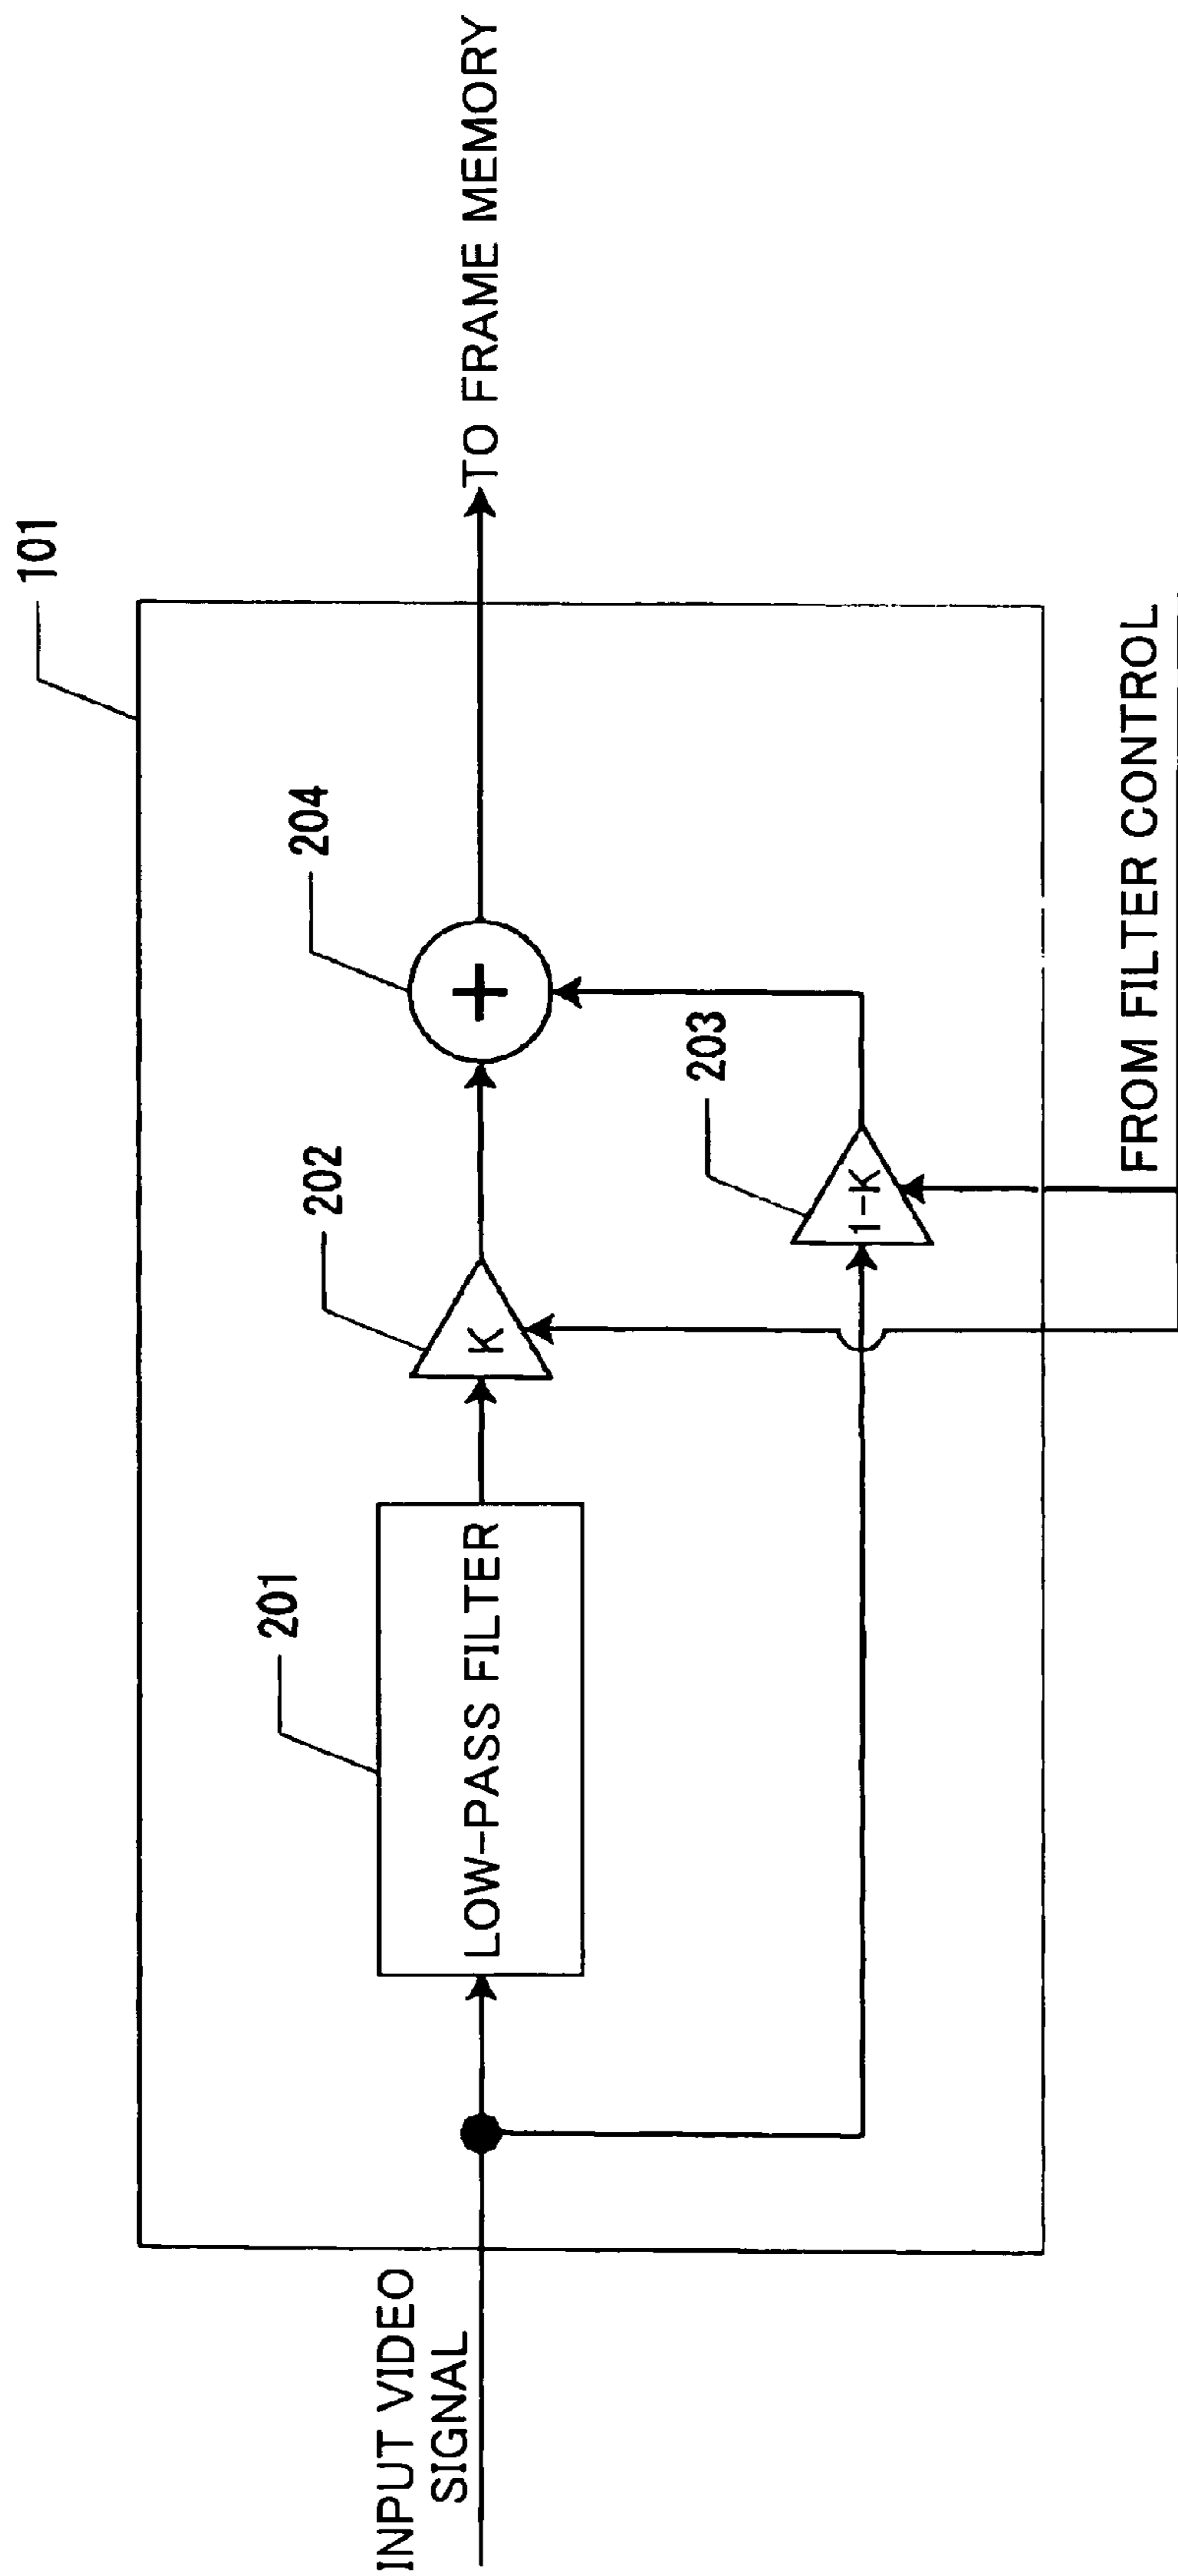 101
INPUT VIDEO
SIGNAL
201
LOW-PASS FILTER
202
K
204
TO FRAME MEMORY
203
1-K
FROM FILTER CONTROL